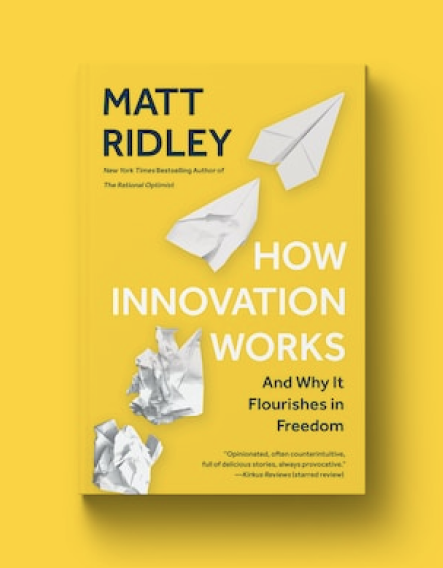 MATT
RIDLEY
New York Times Bestselling Author of
The Rational Optimist
HOW
INNOVATION
WORKS
And Why It
Flourishes in
Freedom
"Opinionated, often counterintuitive,
full of delicious stories, always provocative."
—Kirkus Reviews (starred review)